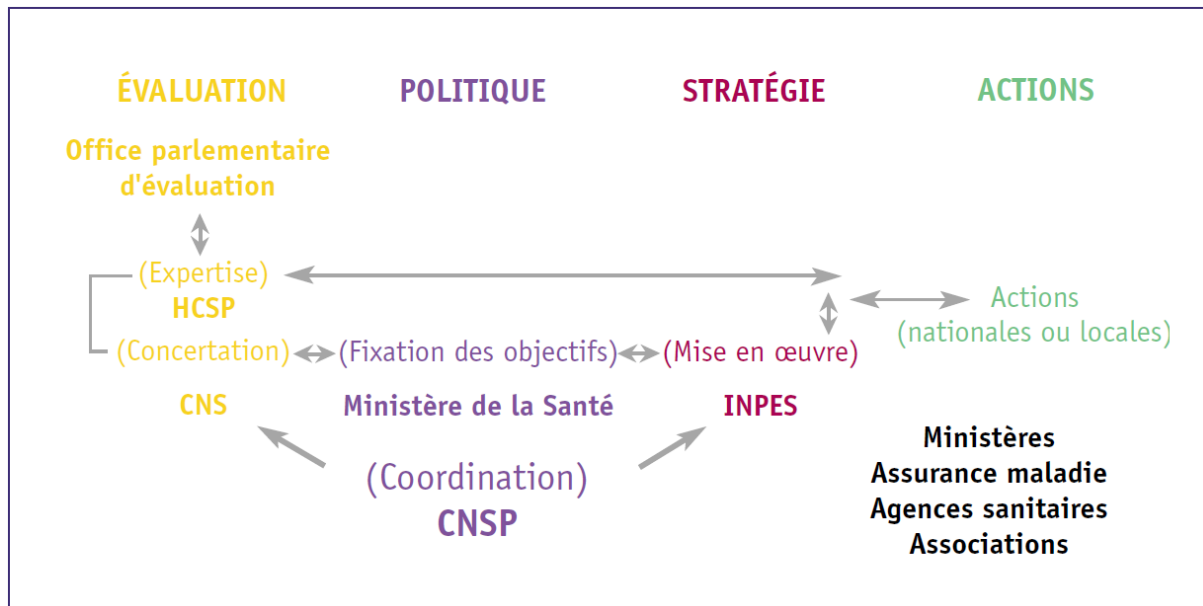 ÉVALUATION POLITIQUE STRATÉGIE ACTIONS
Office parlementaire
d'évaluation
(Expertise)
HCSP
Actions
(nationales ou locales)
(Concertation) (Fixation des objectifs) (Mise en œuvre)
CNS Ministère de la Santé INPES
(Coordination)
CNSP
Ministères
Assurance maladie
Agences sanitaires
Associations